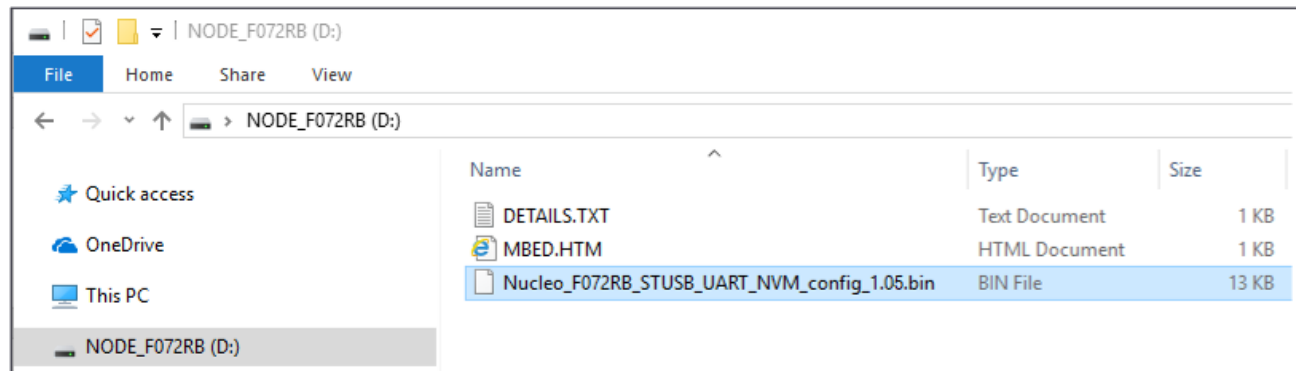 NODE_F072RB (D:)
File Home Share View
NODE_F072RB (D:)
Quick access
OneDrive
This PC
NODE_F072RB (D:)
Name Type Size
DETAILS.TXT Text Document 1 KB
MBED.HTM HTML Document 1 KB
Nucleo_F072RB_STUSB_UART_NVM_config_1.05.bin BIN File 13 KB